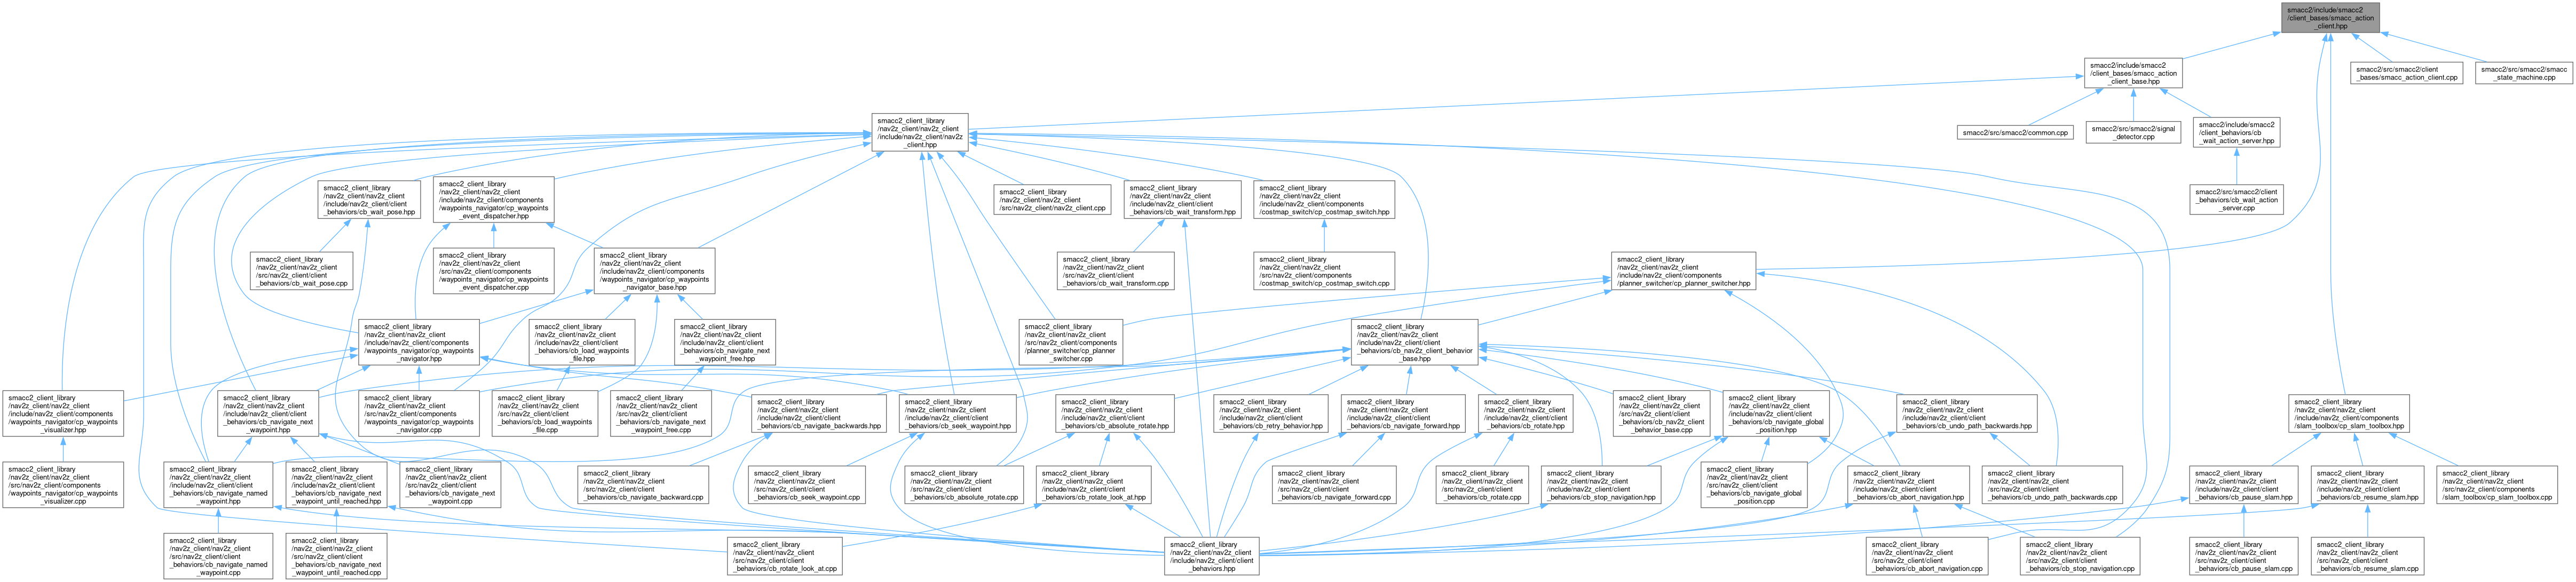 smacc2/include/smacc2
/client_bases/smacc_action
_client.hpp
smacc2/include/smacc2
/client_bases/smacc_action
_client_base.hpp
smacc2/src/smacc2/client
_bases/smacc_action_client.cpp
smacc2/src/smacc2/smacc
_state_machine.cpp
smacc2_client_library
/nav2z_client/nav2z_client
/include/nav2z_client/nav2z
_client.hpp
smacc2/src/smacc2/common.cpp
smacc2/src/smacc2/signal
_detector.cpp
smacc2/include/smacc2
/client_behaviors/cb
_wait_action_server.hpp
smacc2_client_library
/nav2z_client/nav2z_client
/include/nav2z_client/client
_behaviors/cb_wait_pose.hpp
smacc2_client_library
/nav2z_client/nav2z_client
/include/nav2z_client/components
/waypoints_navigator/cp_waypoints
_event_dispatcher.hpp
smacc2_client_library
/nav2z_client/nav2z_client
/src/nav2z_client/nav2z_client.cpp
smacc2_client_library
/nav2z_client/nav2z_client
/include/nav2z_client/client
_behaviors/cb_wait_transform.hpp
smacc2_client_library
/nav2z_client/nav2z_client
/include/nav2z_client/components
/costmap_switch/cp_costmap_switch.hpp
smacc2/src/smacc2/client
_behaviors/cb_wait_action
_server.cpp
smacc2_client_library
/nav2z_client/nav2z_client
/src/nav2z_client/client
_behaviors/cb_wait_pose.cpp
smacc2_client_library
/nav2z_client/nav2z_client
/src/nav2z_client/components
/waypoints_navigator/cp_waypoints
_event_dispatcher.cpp
smacc2_client_library
/nav2z_client/nav2z_client
/include/nav2z_client/components
/waypoints_navigator/cp_waypoints
_navigator_base.hpp
smacc2_client_library
/nav2z_client/nav2z_client
/src/nav2z_client/client
_behaviors/cb_wait_transform.cpp
smacc2_client_library
/nav2z_client/nav2z_client
/src/nav2z_client/components
/costmap_switch/cp_costmap_switch.cpp
smacc2_client_library
/nav2z_client/nav2z_client
/include/nav2z_client/components
/planner_switcher/cp_planner_switcher.hpp
smacc2_client_library
/nav2z_client/nav2z_client
/include/nav2z_client/components
/waypoints_navigator/cp_waypoints
_navigator.hpp
smacc2_client_library
/nav2z_client/nav2z_client
/include/nav2z_client/client
_behaviors/cb_load_waypoints
_file.hpp
smacc2_client_library
/nav2z_client/nav2z_client
/include/nav2z_client/client
_behaviors/cb_navigate_next
_waypoint_free.hpp
smacc2_client_library
/nav2z_client/nav2z_client
/src/nav2z_client/components
/planner_switcher/cp_planner
_switcher.cpp
smacc2_client_library
/nav2z_client/nav2z_client
/include/nav2z_client/client
_behaviors/cb_nav2z_client_behavior
_base.hpp
smacc2_client_library
/nav2z_client/nav2z_client
/include/nav2z_client/components
/waypoints_navigator/cp_waypoints
_visualizer.hpp
smacc2_client_library
/nav2z_client/nav2z_client
/include/nav2z_client/client
_behaviors/cb_navigate_next
_waypoint.hpp
smacc2_client_library
/nav2z_client/nav2z_client
/src/nav2z_client/components
/waypoints_navigator/cp_waypoints
_navigator.cpp
smacc2_client_library
/nav2z_client/nav2z_client
/src/nav2z_client/client
_behaviors/cb_load_waypoints
_file.cpp
smacc2_client_library
/nav2z_client/nav2z_client
/src/nav2z_client/client
_behaviors/cb_navigate_next
_waypoint_free.cpp
smacc2_client_library
/nav2z_client/nav2z_client
/include/nav2z_client/client
_behaviors/cb_navigate_backwards.hpp
smacc2_client_library
/nav2z_client/nav2z_client
/include/nav2z_client/client
_behaviors/cb_seek_waypoint.hpp
smacc2_client_library
/nav2z_client/nav2z_client
/include/nav2z_client/client
_behaviors/cb_absolute_rotate.hpp
smacc2_client_library
/nav2z_client/nav2z_client
/include/nav2z_client/client
_behaviors/cb_retry_behavior.hpp
smacc2_client_library
/nav2z_client/nav2z_client
/include/nav2z_client/client
_behaviors/cb_navigate_forward.hpp
smacc2_client_library
/nav2z_client/nav2z_client
/include/nav2z_client/client
_behaviors/cb_rotate.hpp
smacc2_client_library
/nav2z_client/nav2z_client
/src/nav2z_client/client
_behaviors/cb_nav2z_client
_behavior_base.cpp
smacc2_client_library
/nav2z_client/nav2z_client
/include/nav2z_client/client
_behaviors/cb_navigate_global
_position.hpp
smacc2_client_library
/nav2z_client/nav2z_client
/include/nav2z_client/client
_behaviors/cb_undo_path_backwards.hpp
smacc2_client_library
/nav2z_client/nav2z_client
/include/nav2z_client/components
/slam_toolbox/cp_slam_toolbox.hpp
smacc2_client_library
/nav2z_client/nav2z_client
/src/nav2z_client/components
/waypoints_navigator/cp_waypoints
_visualizer.cpp
smacc2_client_library
/nav2z_client/nav2z_client
/include/nav2z_client/client
_behaviors/cb_navigate_named
_waypoint.hpp
smacc2_client_library
/nav2z_client/nav2z_client
/include/nav2z_client/client
_behaviors/cb_navigate_next
_waypoint_until_reached.hpp
smacc2_client_library
/nav2z_client/nav2z_client
/src/nav2z_client/client
_behaviors/cb_navigate_next
_waypoint.cpp
smacc2_client_library
/nav2z_client/nav2z_client
/src/nav2z_client/client
_behaviors/cb_navigate_backward.cpp
smacc2_client_library
/nav2z_client/nav2z_client
/src/nav2z_client/client
_behaviors/cb_seek_waypoint.cpp
smacc2_client_library
/nav2z_client/nav2z_client
/src/nav2z_client/client
_behaviors/cb_absolute_rotate.cpp
smacc2_client_library
/nav2z_client/nav2z_client
/include/nav2z_client/client
_behaviors/cb_rotate_look_at.hpp
smacc2_client_library
/nav2z_client/nav2z_client
/src/nav2z_client/client
_behaviors/cb_navigate_forward.cpp
smacc2_client_library
/nav2z_client/nav2z_client
/src/nav2z_client/client
_behaviors/cb_rotate.cpp
smacc2_client_library
/nav2z_client/nav2z_client
/include/nav2z_client/client
_behaviors/cb_stop_navigation.hpp
smacc2_client_library
/nav2z_client/nav2z_client
/src/nav2z_client/client
_behaviors/cb_navigate_global
_position.cpp
smacc2_client_library
/nav2z_client/nav2z_client
/include/nav2z_client/client
_behaviors/cb_abort_navigation.hpp
smacc2_client_library
/nav2z_client/nav2z_client
/src/nav2z_client/client
_behaviors/cb_undo_path_backwards.cpp
smacc2_client_library
/nav2z_client/nav2z_client
/include/nav2z_client/client
_behaviors/cb_pause_slam.hpp
smacc2_client_library
/nav2z_client/nav2z_client
/include/nav2z_client/client
_behaviors/cb_resume_slam.hpp
smacc2_client_library
/nav2z_client/nav2z_client
/src/nav2z_client/components
/slam_toolbox/cp_slam_toolbox.cpp
smacc2_client_library
/nav2z_client/nav2z_client
/src/nav2z_client/client
_behaviors/cb_navigate_named
_waypoint.cpp
smacc2_client_library
/nav2z_client/nav2z_client
/src/nav2z_client/client
_behaviors/cb_navigate_next
_waypoint_until_reached.cpp
smacc2_client_library
/nav2z_client/nav2z_client
/src/nav2z_client/client
_behaviors/cb_rotate_look_at.cpp
smacc2_client_library
/nav2z_client/nav2z_client
/include/nav2z_client/client
_behaviors.hpp
smacc2_client_library
/nav2z_client/nav2z_client
/src/nav2z_client/client
_behaviors/cb_abort_navigation.cpp
smacc2_client_library
/nav2z_client/nav2z_client
/src/nav2z_client/client
_behaviors/cb_stop_navigation.cpp
smacc2_client_library
/nav2z_client/nav2z_client
/src/nav2z_client/client
_behaviors/cb_pause_slam.cpp
smacc2_client_library
/nav2z_client/nav2z_client
/src/nav2z_client/client
_behaviors/cb_resume_slam.cpp